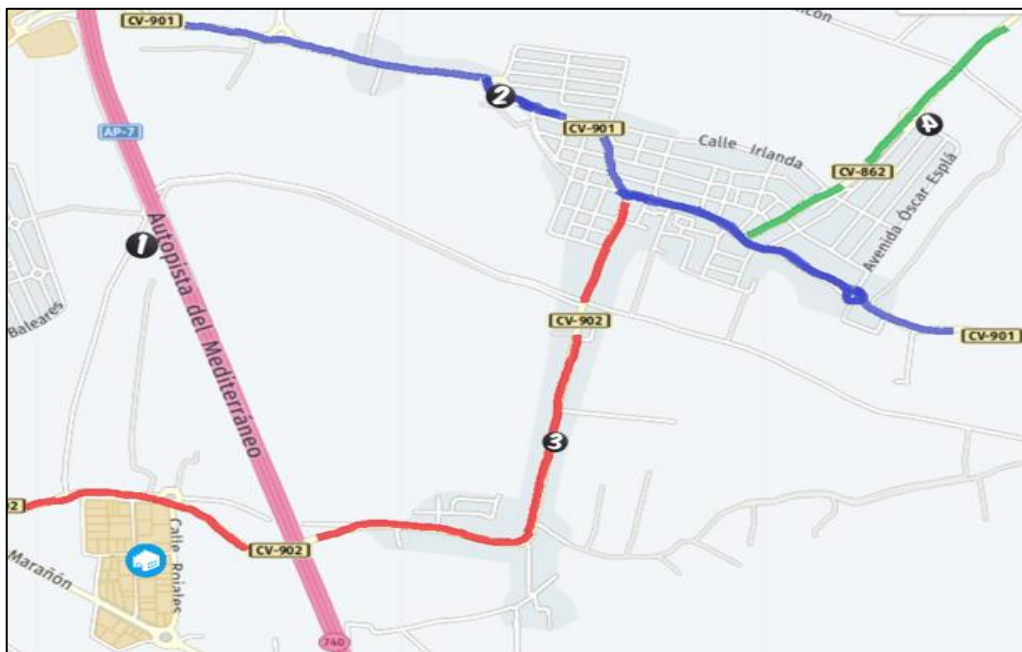 CV-901
AP-7
2
CV-901
Calle Irlanda
4
CV-862
Avenida Óscar Esplá
1
Autopista del Mediterráneo
Baleares
CV-902
CV-901
3
Calle Rojales
CV-902
Marañón
740